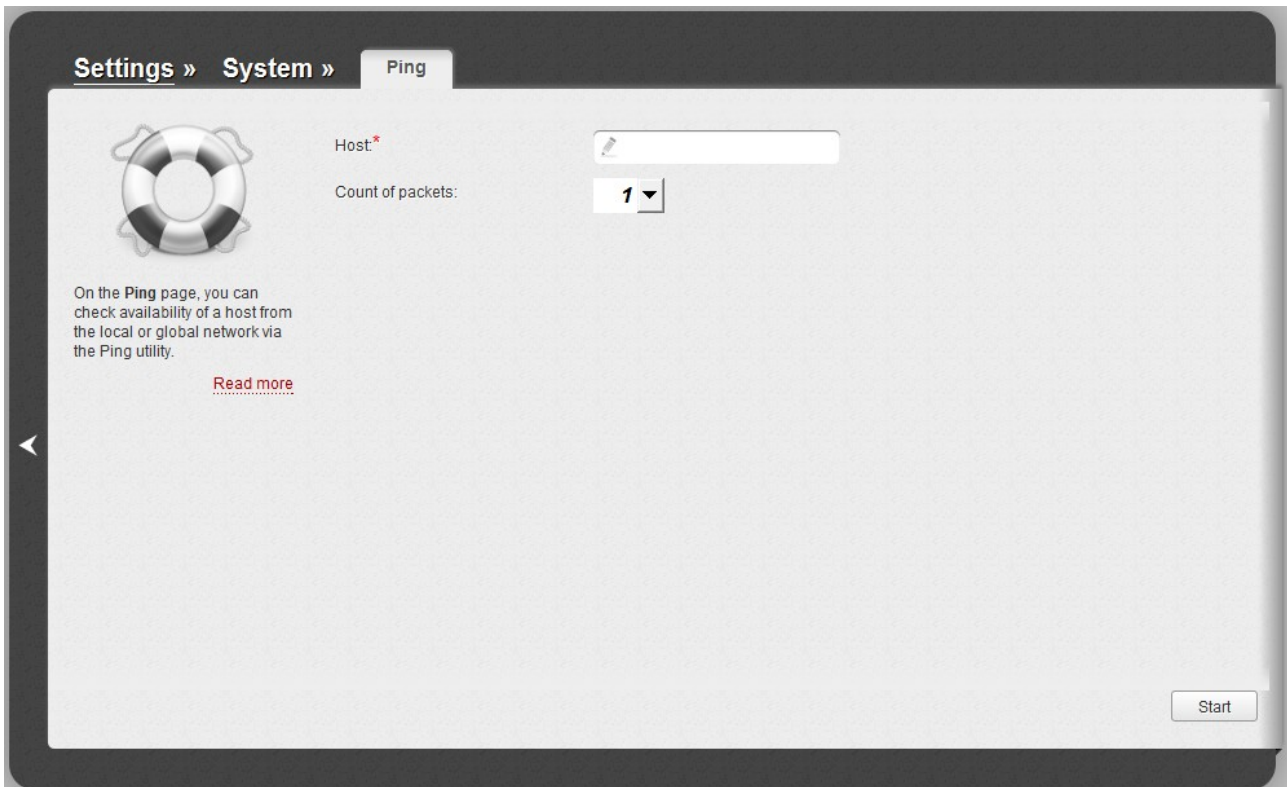 Settings » System » Ping
Host:*
Count of packets: 1
On the Ping page, you can
check availability of a host from
the local or global network via
the Ping utility.
Read more
Start